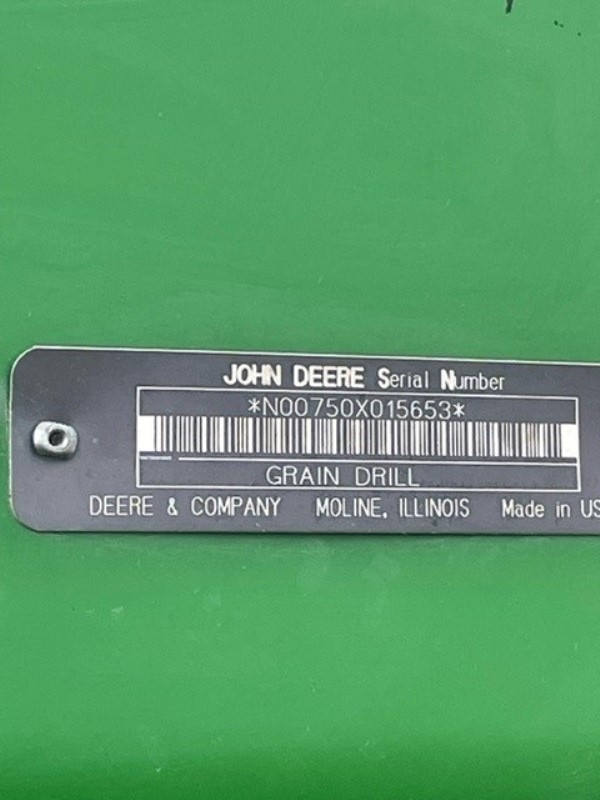 JOHN DEERE Serial Number
*N00750X015653*
GRAIN DRILL
DEERE & COMPANY MOLINE, ILLINOIS Made in US